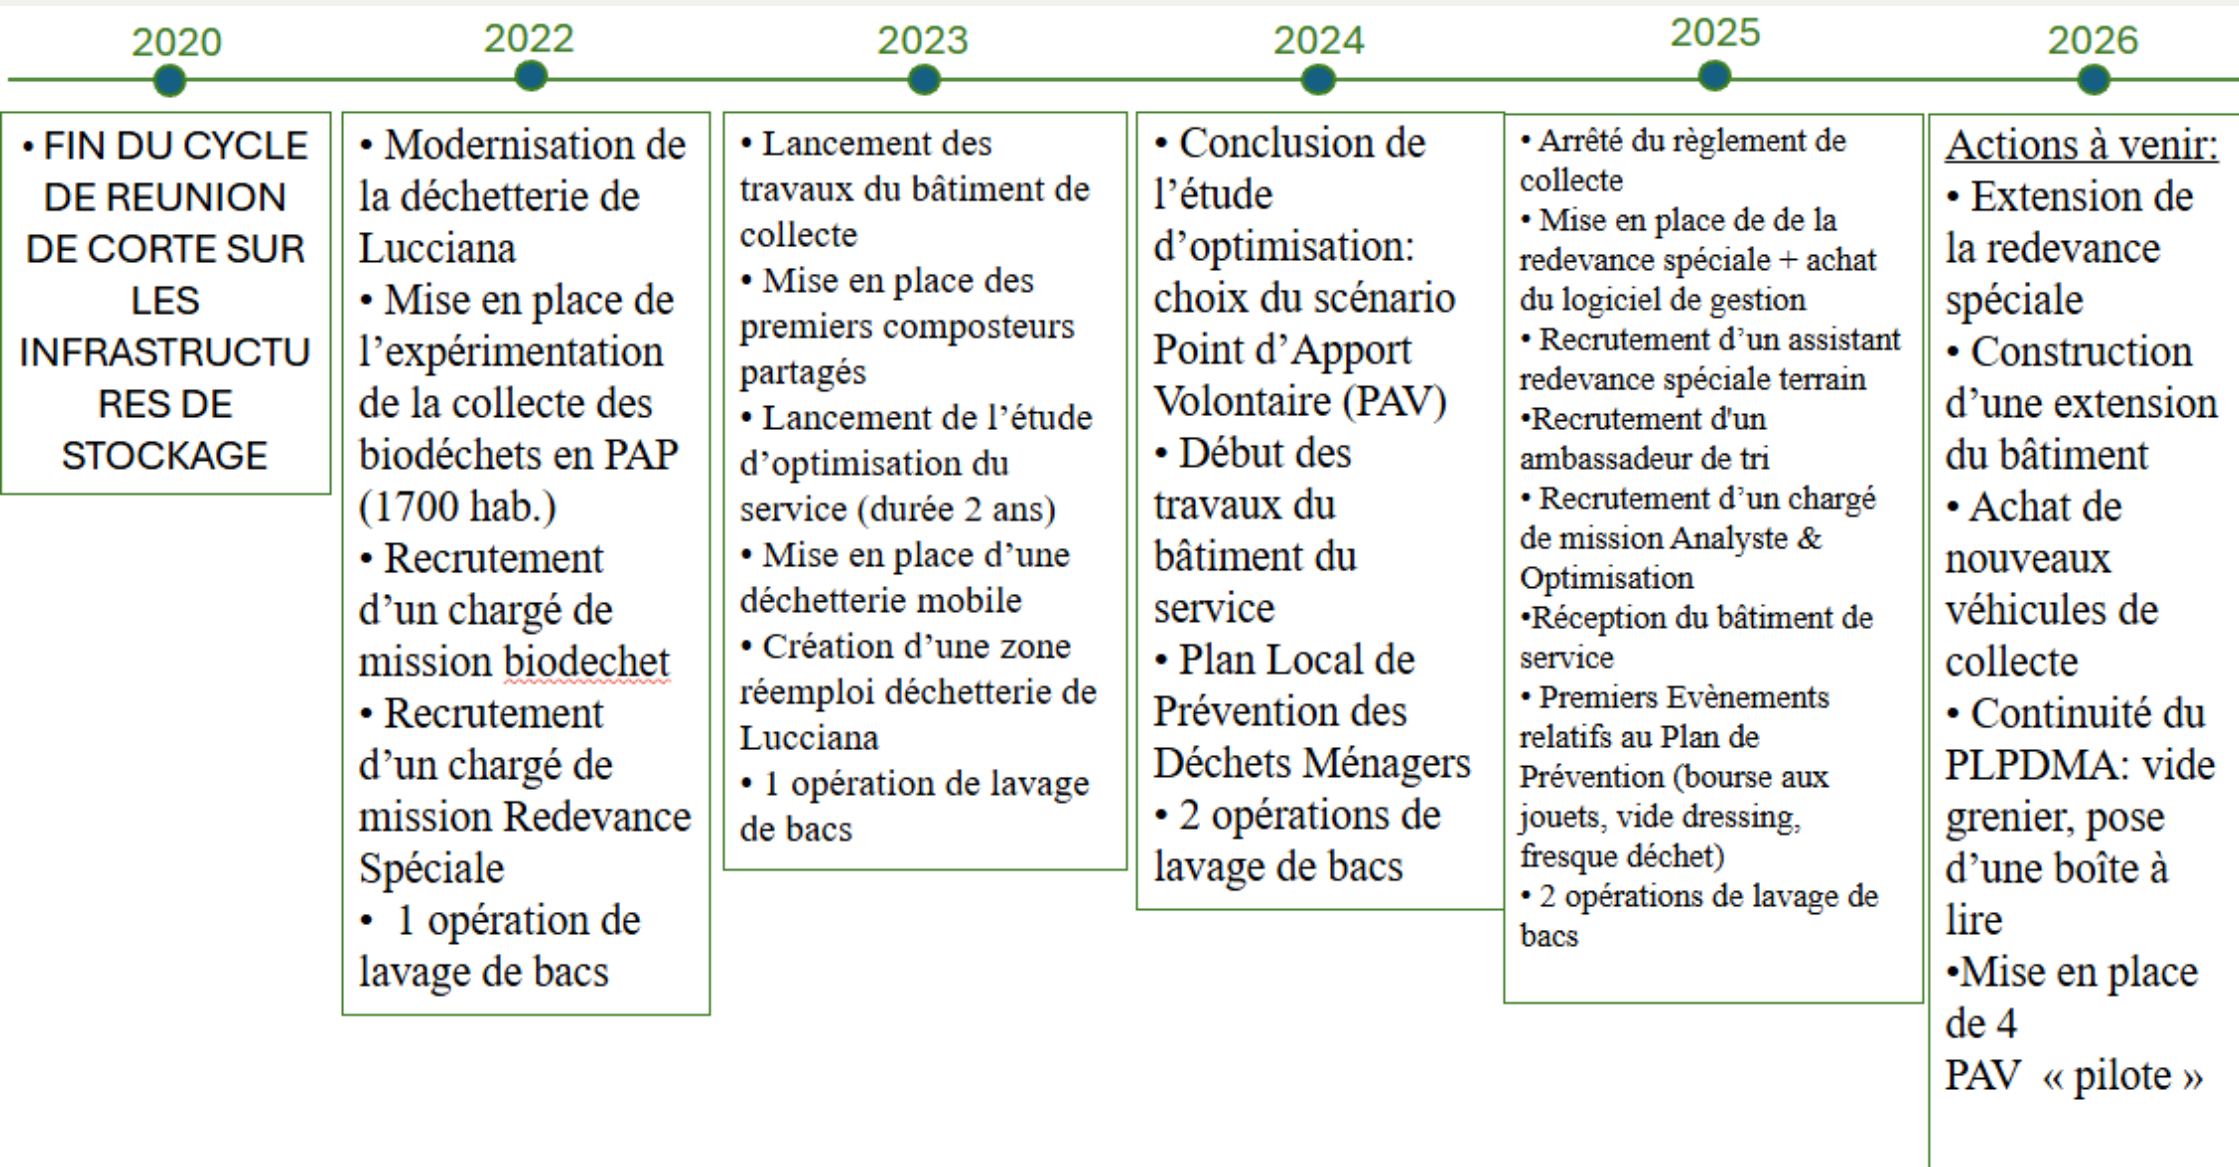 2020
2022
2023
2024
2025
2026
• FIN DU CYCLE
DE REUNION
DE CORTE SUR
LES
INFRASTRUCTU
RES DE
STOCKAGE
• Modernisation de
la déchetterie de
Lucciana
• Mise en place de
l’expérimentation
de la collecte des
biodéchets en PAP
(1700 hab.)
• Recrutement
d’un chargé de
mission biodechet
• Recrutement
d’un chargé de
mission Redevance
Spéciale
• 1 opération de
lavage de bacs
• Lancement des
travaux du bâtiment de
collecte
• Mise en place des
premiers composteurs
partagés
• Lancement de l’étude
d’optimisation du
service (durée 2 ans)
• Mise en place d’une
déchetterie mobile
• Création d’une zone
réemploi déchetterie de
Lucciana
• 1 opération de lavage
de bacs
• Conclusion de
l’étude
d’optimisation:
choix du scénario
Point d’Apport
Volontaire (PAV)
• Début des
travaux du
bâtiment du
service
• Plan Local de
Prévention des
Déchets Ménagers
• 2 opérations de
lavage de bacs
• Arrêté du règlement de
collecte
• Mise en place de de la
redevance spéciale + achat
du logiciel de gestion
• Recrutement d’un assistant
redevance spéciale terrain
•Recrutement d'un
ambassadeur de tri
• Recrutement d’un chargé
de mission Analyste &
Optimisation
•Réception du bâtiment de
service
• Premiers Evènements
relatifs au Plan de
Prévention (bourse aux
jouets, vide dressing,
fresque déchet)
• 2 opérations de lavage de
bacs
Actions à venir:
• Extension de
la redevance
spéciale
• Construction
d’une extension
du bâtiment
• Achat de
nouveaux
véhicules de
collecte
• Continuité du
PLPDMA: vide
grenier, pose
d’une boîte à
lire
•Mise en place
de 4
PAV « pilote »